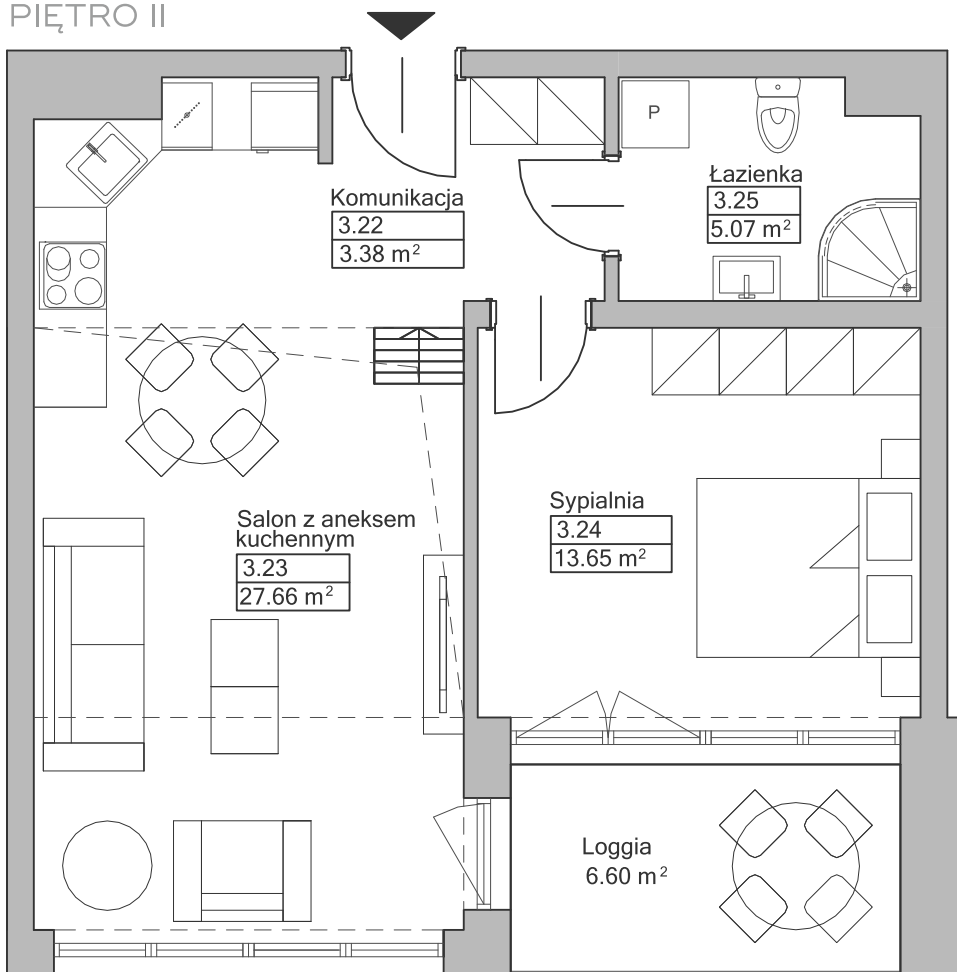 PIĘTRO II
P
Łazienka
3.25
5.07 m²
Komunikacja
3.22
3.38 m²
Sypialnia
3.24
13.65 m²
Salon z aneksem
kuchennym
3.23
27.66 m²
Loggia
6.60 m²